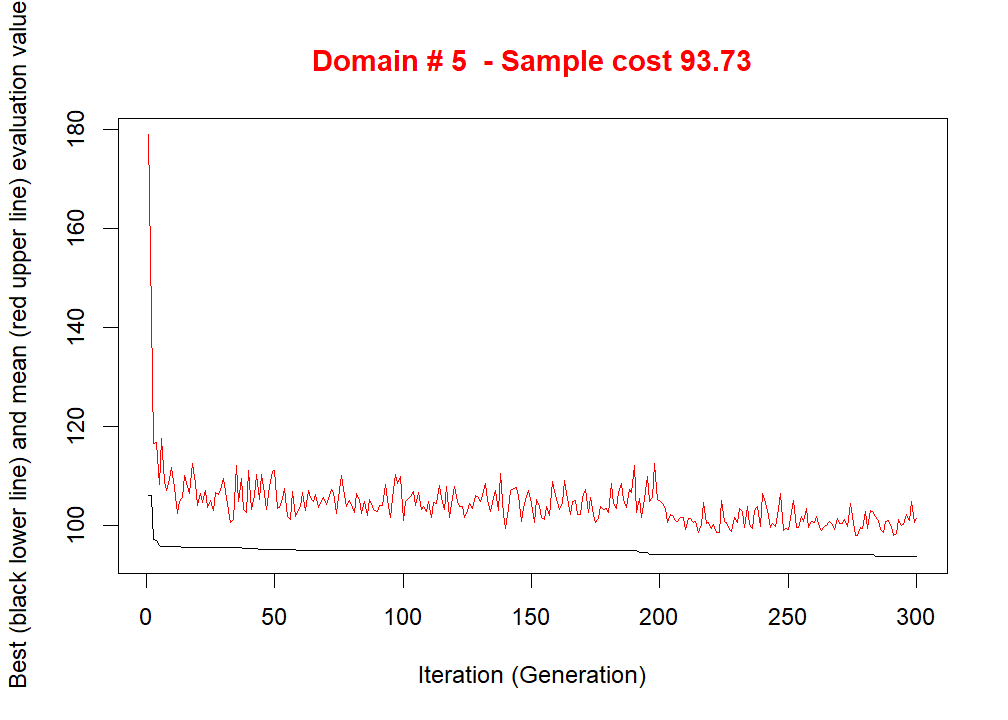 Domain # 5  - Sample cost 93.73
Best (black lower line) and mean (red upper line) evaluation value
180
160
140
120
100
0 50 100 150 200 250 300
Iteration (Generation)